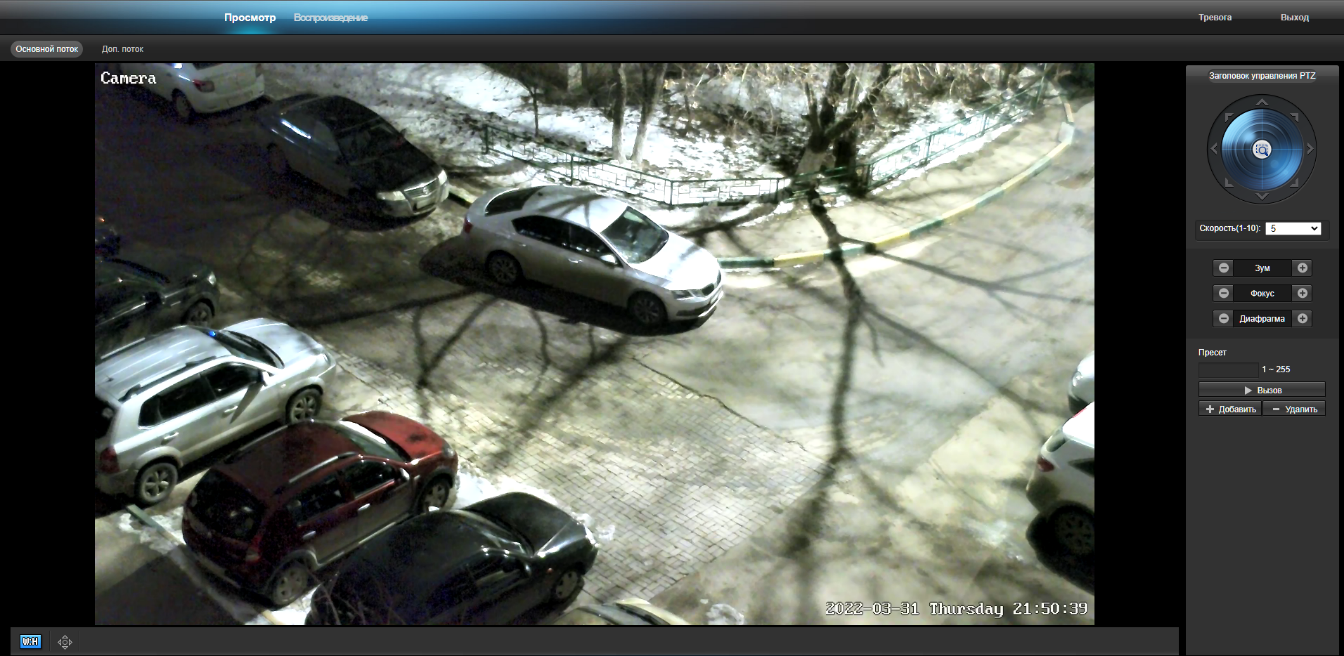 Просмотр Воспроизведение Тревога Выход
Основной поток Доп. поток
Camera
Заголовок управления PTZ
Скорость(1-10): 5
Зум
Фокус
Диафрагма
Пресет
1 ~ 255
Вызов
Добавить Удалить
2022-03-31 Thursday 21:50:39
W:H